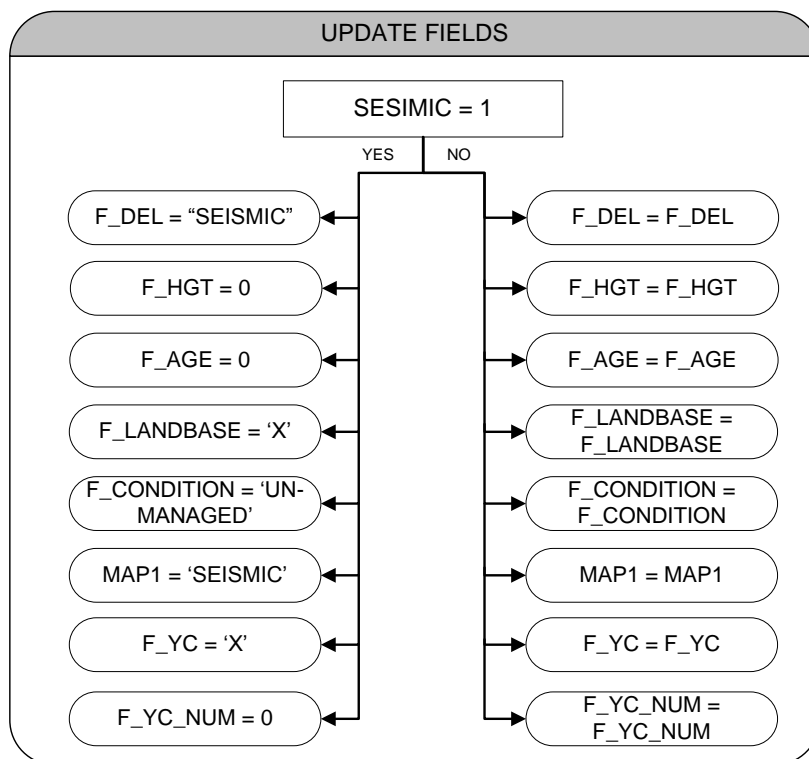 UPDATE FIELDS
SESIMIC = 1
YES NO
F_DEL = “SEISMIC”
F_DEL = F_DEL
F_HGT = 0
F_HGT = F_HGT
F_AGE = 0
F_AGE = F_AGE
F_LANDBASE = ‘X’
F_LANDBASE =
F_LANDBASE
F_CONDITION = ‘UN-
MANAGED’
F_CONDITION =
F_CONDITION
MAP1 = ‘SEISMIC’
MAP1 = MAP1
F_YC = ‘X’
F_YC = F_YC
F_YC_NUM = 0
F_YC_NUM =
F_YC_NUM